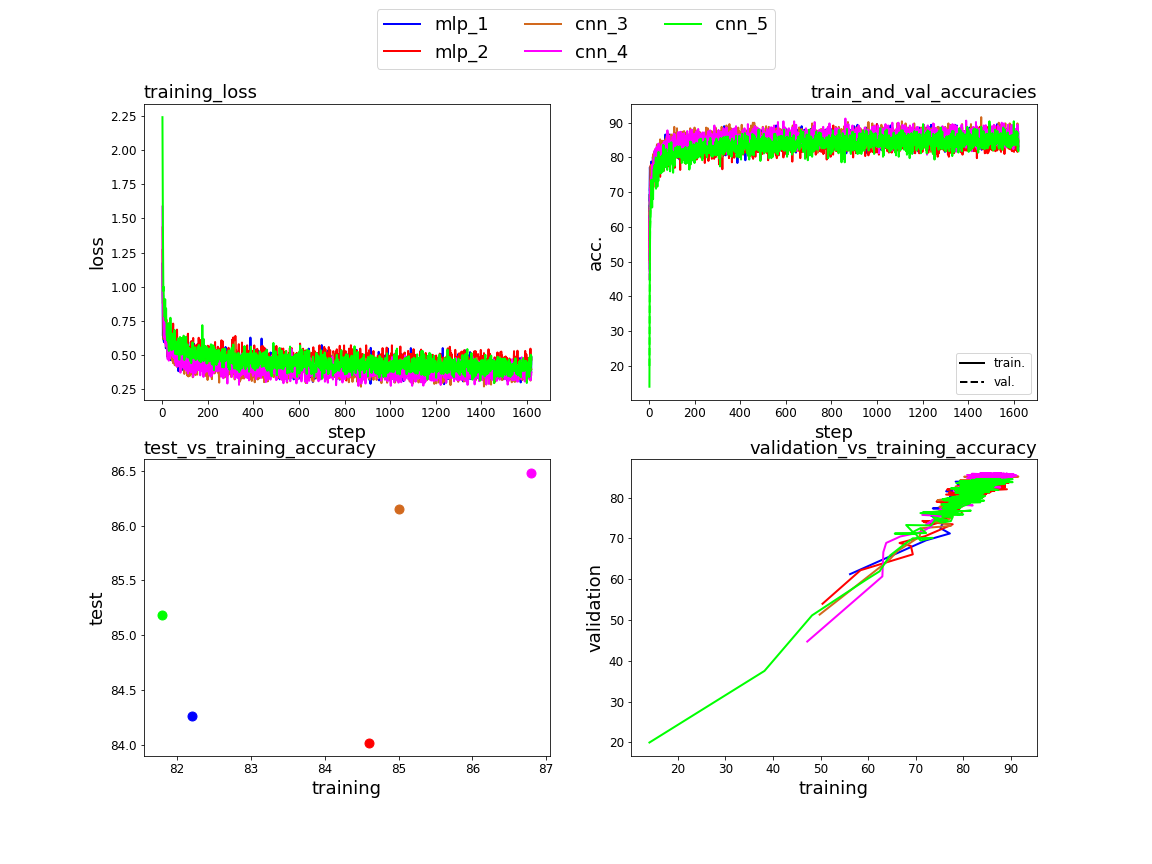 mlp_1 cnn_3 cnn_5
mlp_2 cnn_4
training_loss
2.25
2.00
1.75
1.50
1.25
1.00
0.75
0.50
0.25
loss
0 200 400 600 800 1000 1200 1400 1600
step
train_and_val_accuracies
90
80
70
60
50
40
30
20
acc.
train.
val.
0 200 400 600 800 1000 1200 1400 1600
step
test_vs_training_accuracy
86.5
86.0
85.5
85.0
84.5
84.0
test
82 83 84 85 86 87
training
validation_vs_training_accuracy
80
70
60
50
40
30
20
validation
20 30 40 50 60 70 80 90
training